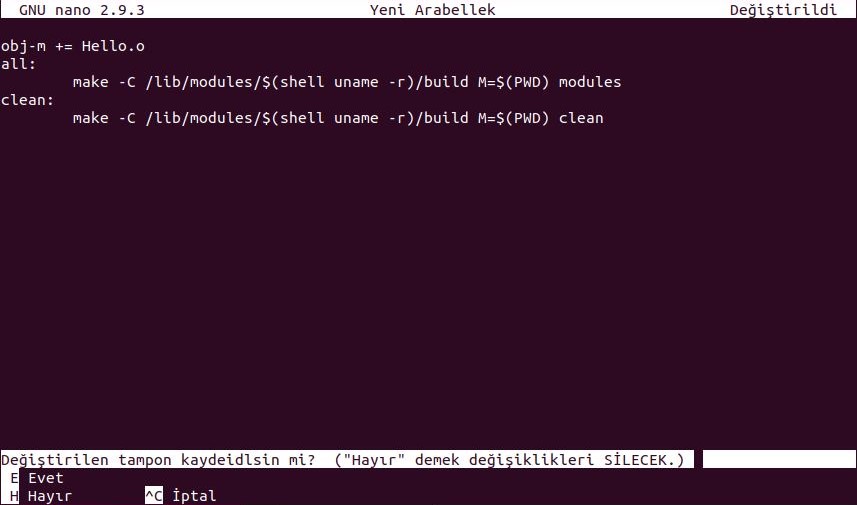 GNU nano 2.9.3 Yeni Arabellek Değiştirildi
obj-m += Hello.o
all:
make -C /lib/modules/$(shell uname -r)/build M=$(PWD) modules
clean:
make -C /lib/modules/$(shell uname -r)/build M=$(PWD) clean
Değiştirilen tampon kaydeidlsin mi? ("Hayır" demek değişiklikleri SİLECEK.)
E Evet
H Hayır ^C İptal